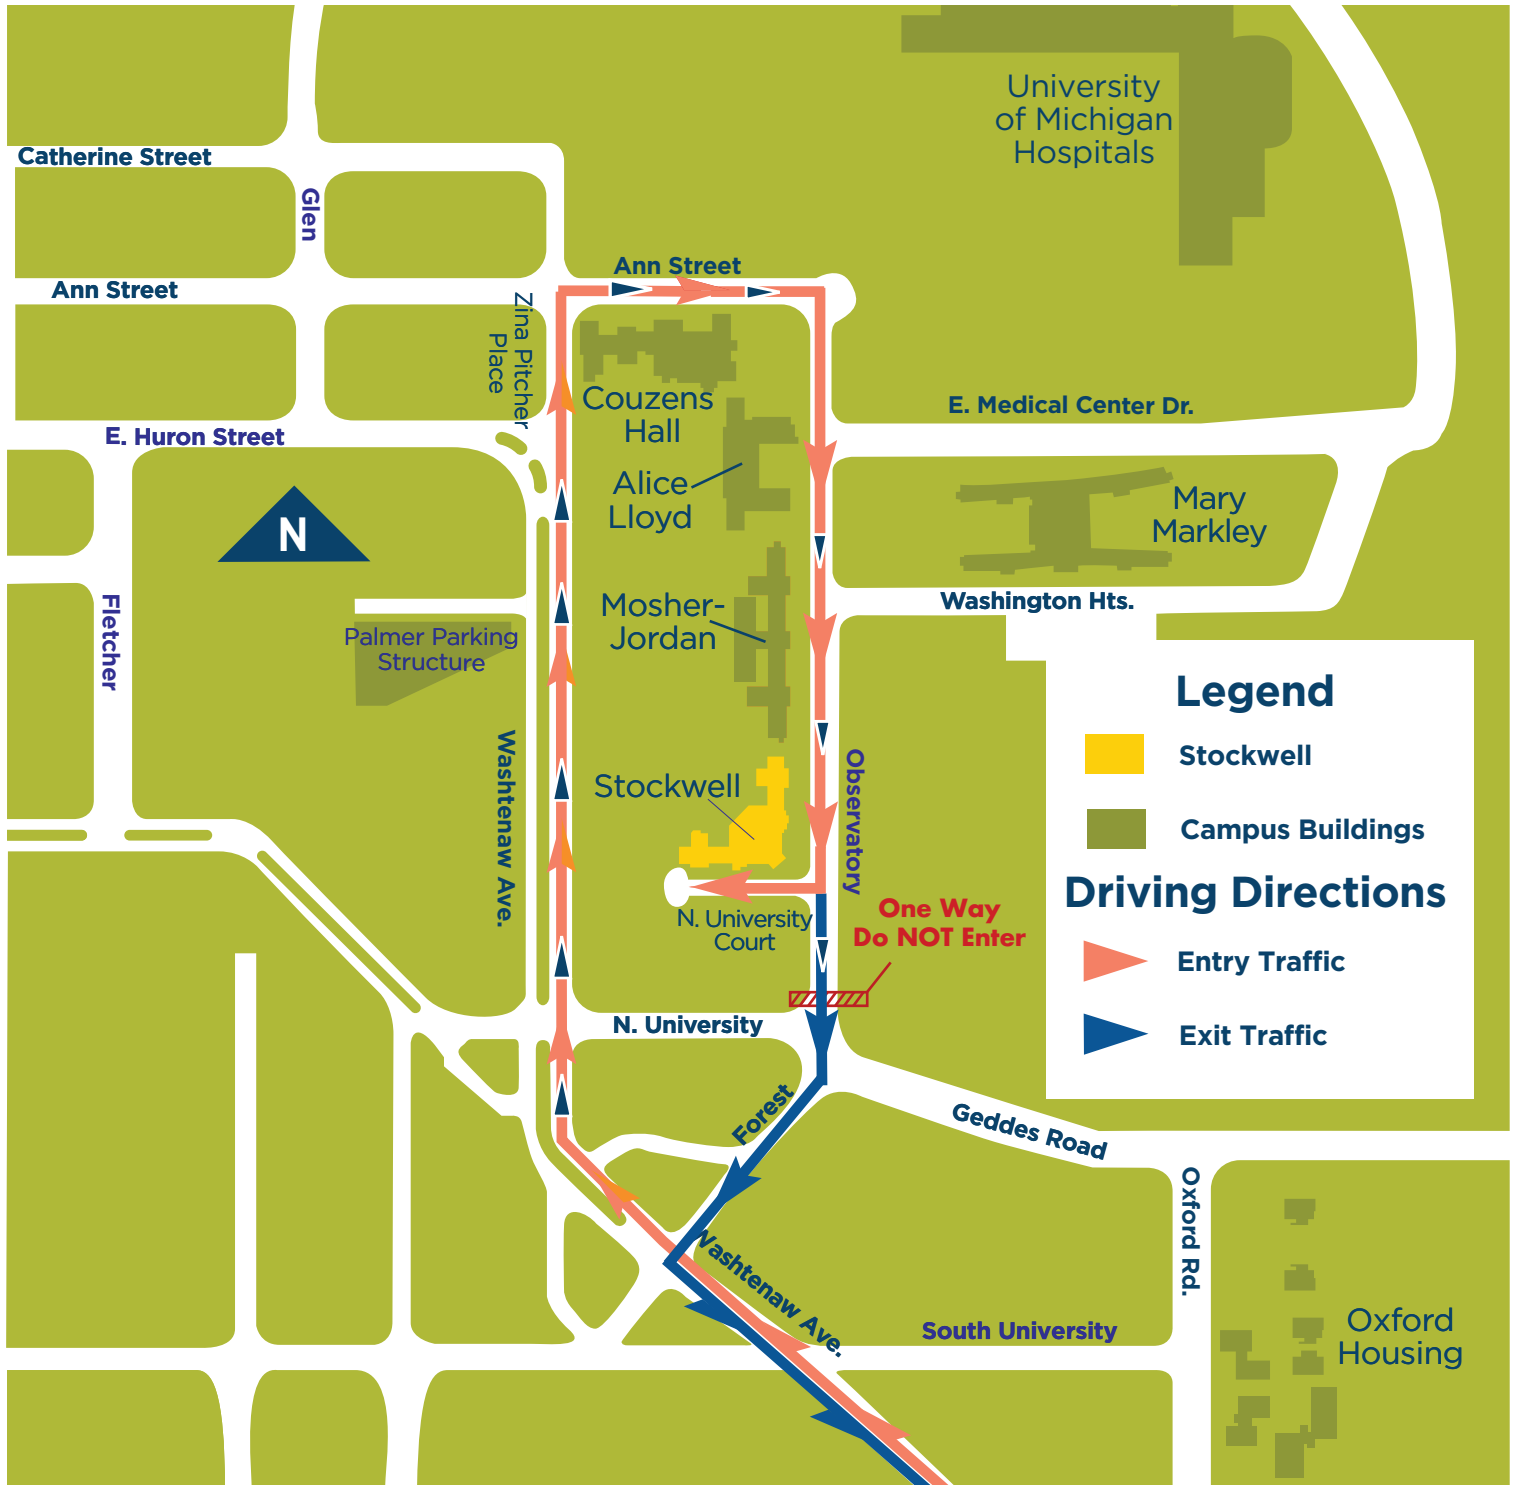 University
of Michigan
Hospitals
Catherine Street
Glen
Ann Street
Ann Street
Zina Pitcher
Place
Couzens
Hall
E. Medical Center Dr.
E. Huron Street
Alice
Lloyd
Mary
Markley
N
Fletcher
Mosher-
Jordan
Washington Hts.
Palmer Parking
Structure
Legend
Stockwell
Campus Buildings
Driving Directions
Entry Traffic
Exit Traffic
Washtenaw Ave.
Stockwell
Observatory
N. University
Court
One Way
Do NOT Enter
N. University
Forest
Geddes Road
Oxford Rd.
Washtenaw Ave.
South University
Oxford
Housing